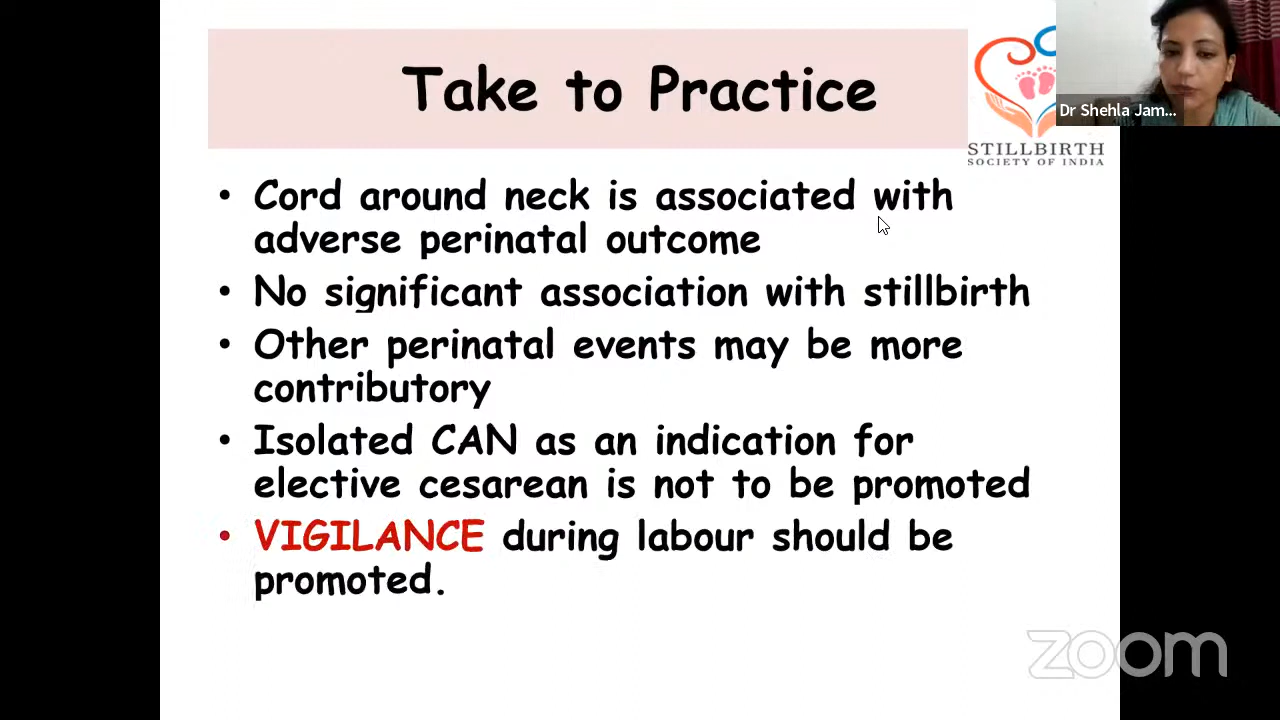 Take to Practice
STILLBIRTH
SOCIETY OF INDIA
Dr Shehla Jam...
• Cord around neck is associated with
adverse perinatal outcome
• No significant association with stillbirth
• Other perinatal events may be more
contributory
• Isolated CAN as an indication for
elective cesarean is not to be promoted
• VIGILANCE during labour should be
promoted.
zoom